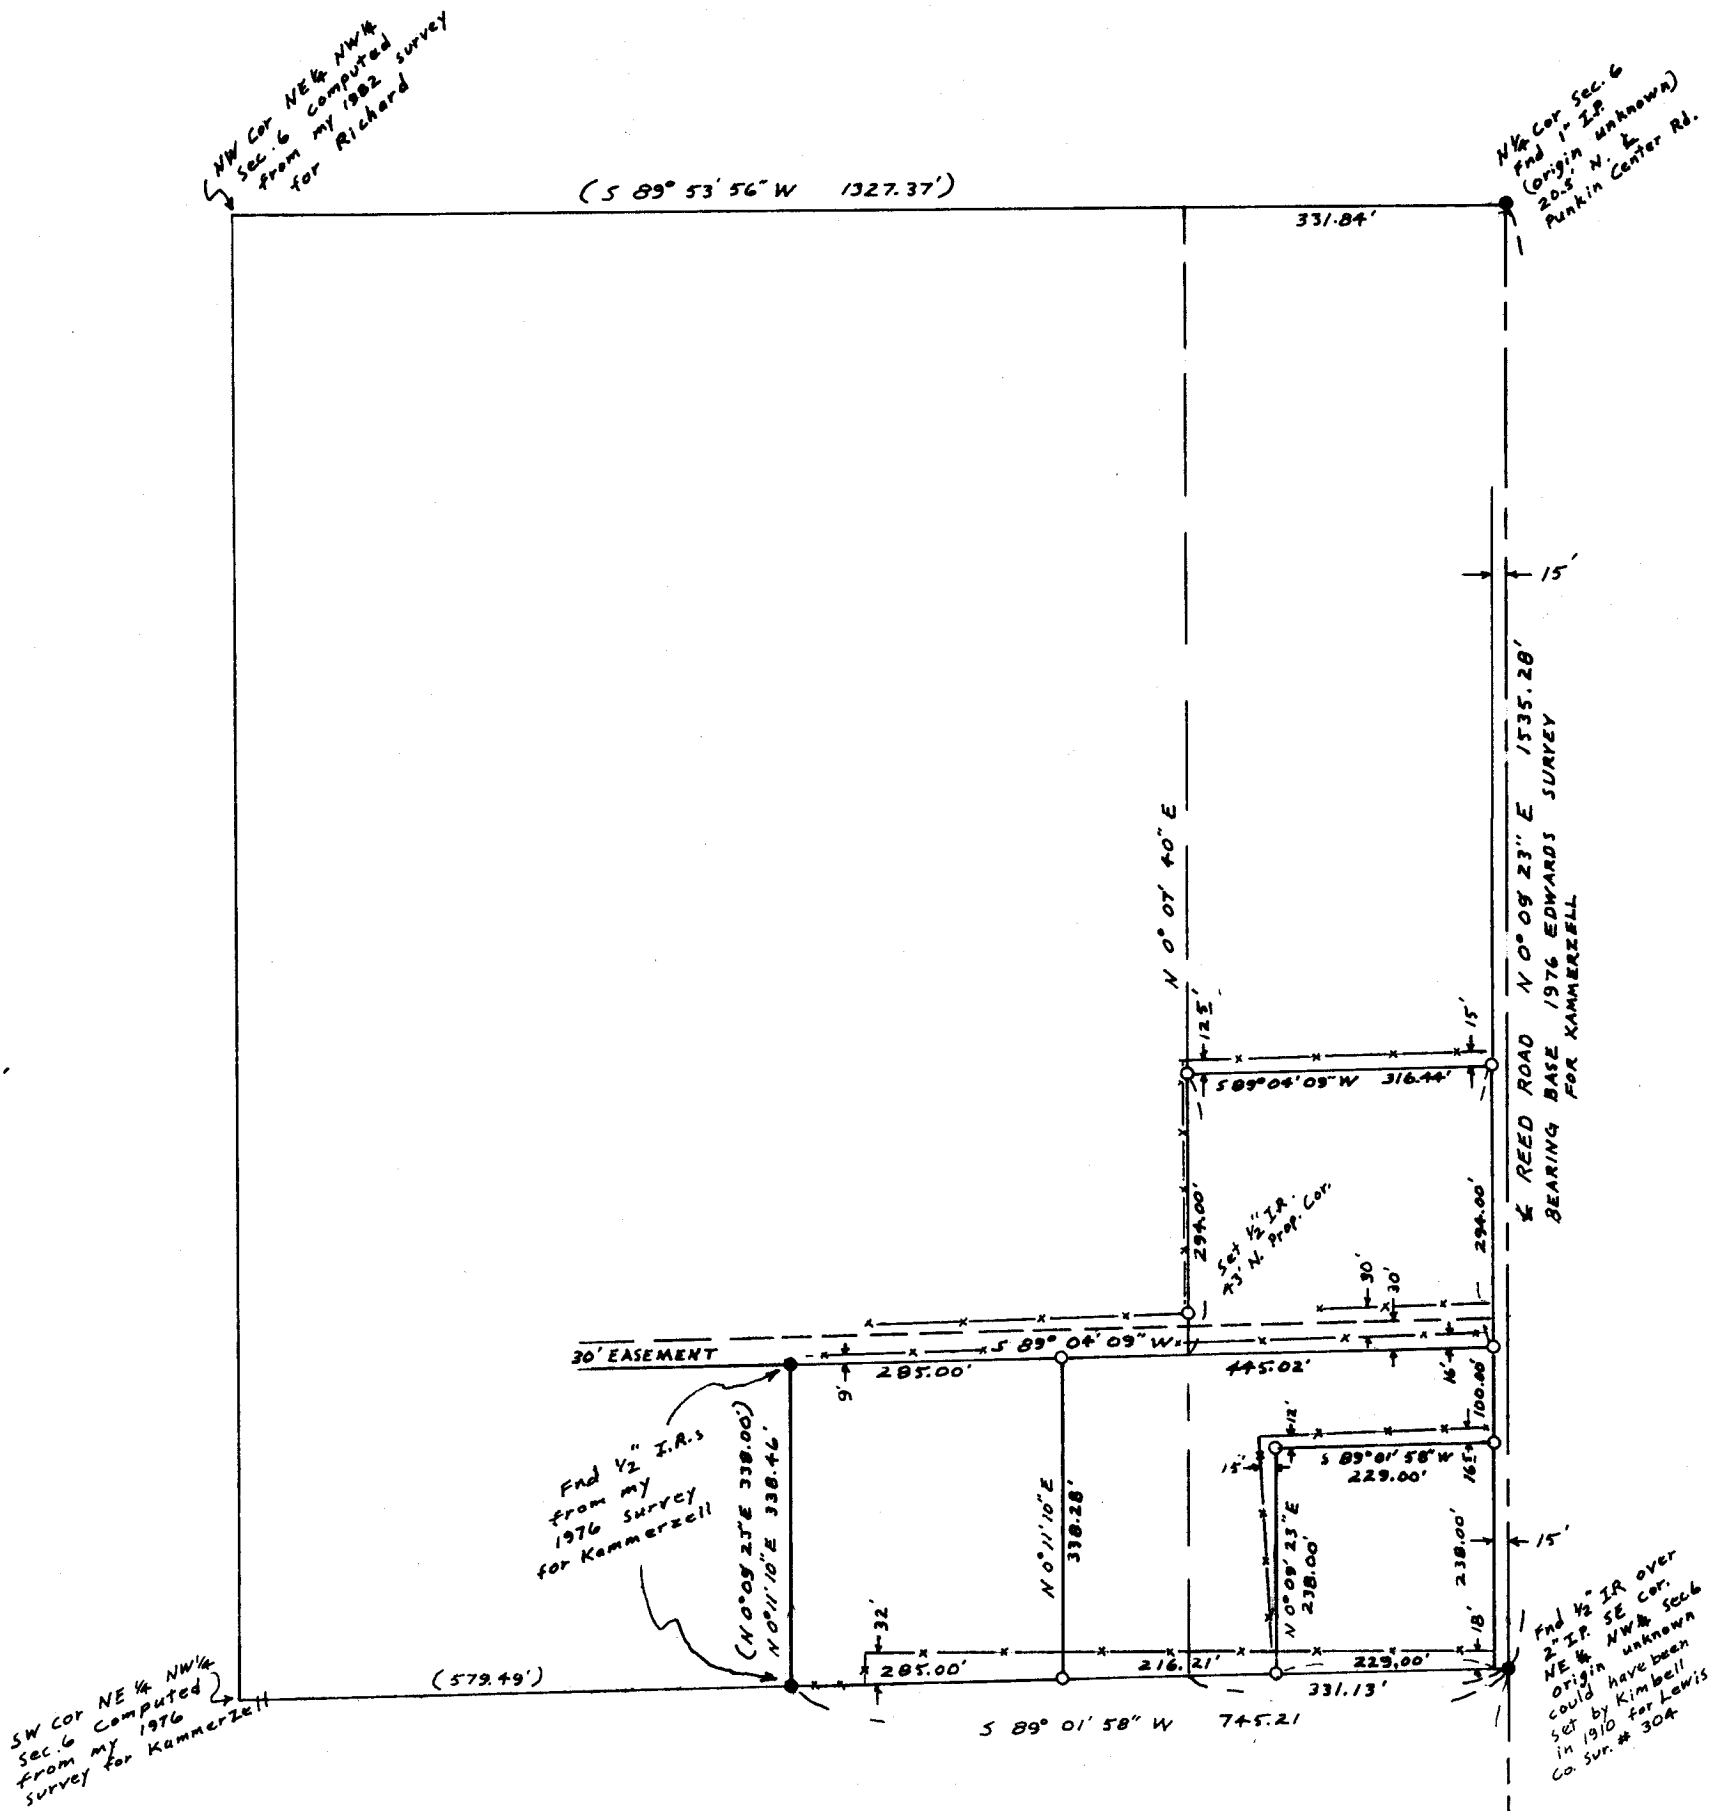 NW Cor NE¼ NW¼
Sec. 6 computed
from my 1982 survey
for Richard
N¼ Cor Sec. 6
Fnd 1" I.P.
(origin unknown)
20.5' N. ℄
Punkin Center Rd.
(S 89° 53' 56" W 1327.37')
331.84'
15'
℄ REED ROAD N 0° 09' 23" E 1535.28'
BEARING BASE 1976 EDWARDS SURVEY
FOR KAMMERZELL
N 0° 07' 40" E
12.5'
15'
S 89° 04' 09" W 316.44'
294.00'
294.00'
Set ½" I.R.
*3' N. Prop. Cor.
30'
30'
30' EASEMENT
S 89° 04' 09" W
285.00'
445.02'
9'
16'
100.00'
12'
S 89° 01' 58" W
229.00'
15'
16.5'
Fnd ½" I.R.s
from my
1976 survey
for Kammerzell
(N 0° 09' 23" E 338.00')
N 0° 11' 10" E 338.46'
N 0° 11' 10" E
338.28'
N 0° 09' 23" E
238.00'
238.00'
15'
32'
18'
(579.49')
285.00'
216.21'
229.00'
331.13'
S 89° 01' 58" W 745.21
SW Cor NE ¼ NW¼
Sec. 6 computed
from my 1976
survey for Kammerzell
Fnd ½" IR over
2" I.P. SE cor.
NE ¼ NW¼ Sec 6
origin unknown
could have been
set by Kimbell
in 1910 for Lewis
Co. Sur. # 304